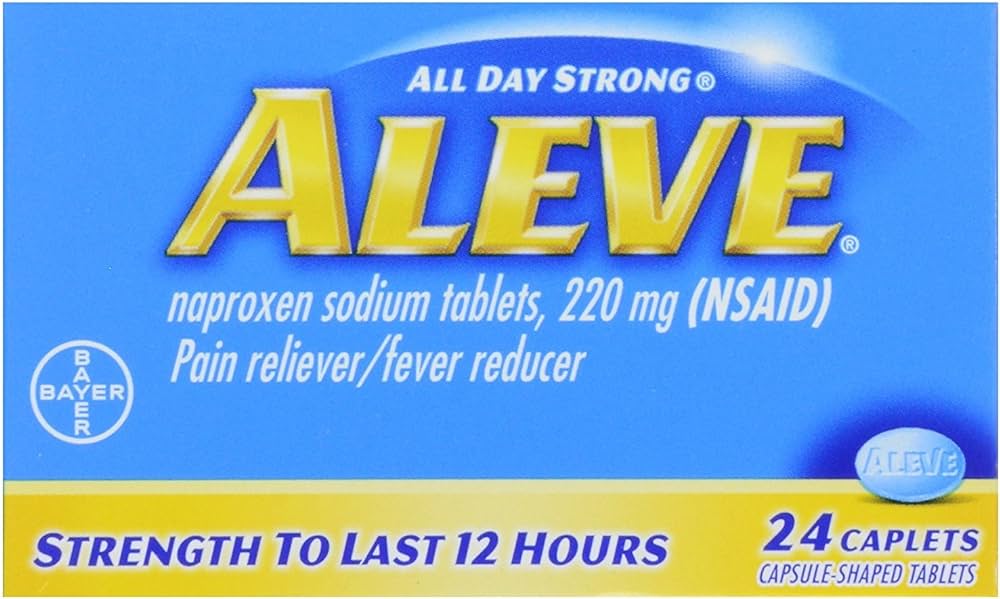 ALL DAY STRONG®
ALEVE®
naproxen sodium tablets, 220 mg (NSAID)
Pain reliever/fever reducer
BAYER
BAYER
ALEVE
STRENGTH TO LAST 12 HOURS
24 CAPLETS
CAPSULE-SHAPED TABLETS